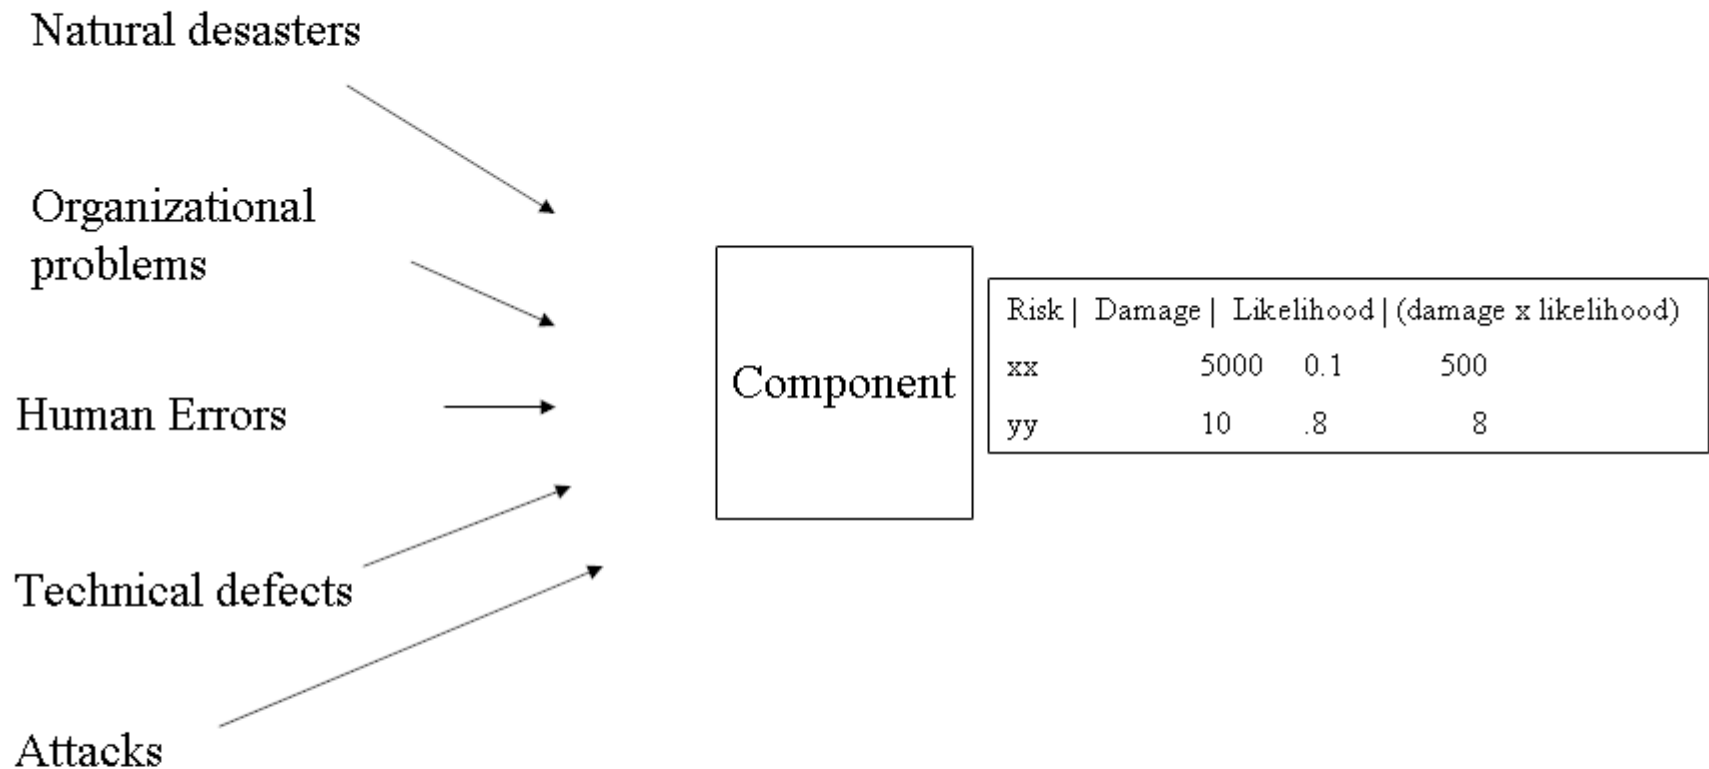 Natural desasters
Organizational
problems
Human Errors
Technical defects
Attacks
Component
Risk | Damage | Likelihood | (damage x likelihood)
xx 5000 0.1 500
yy 10 .8 8